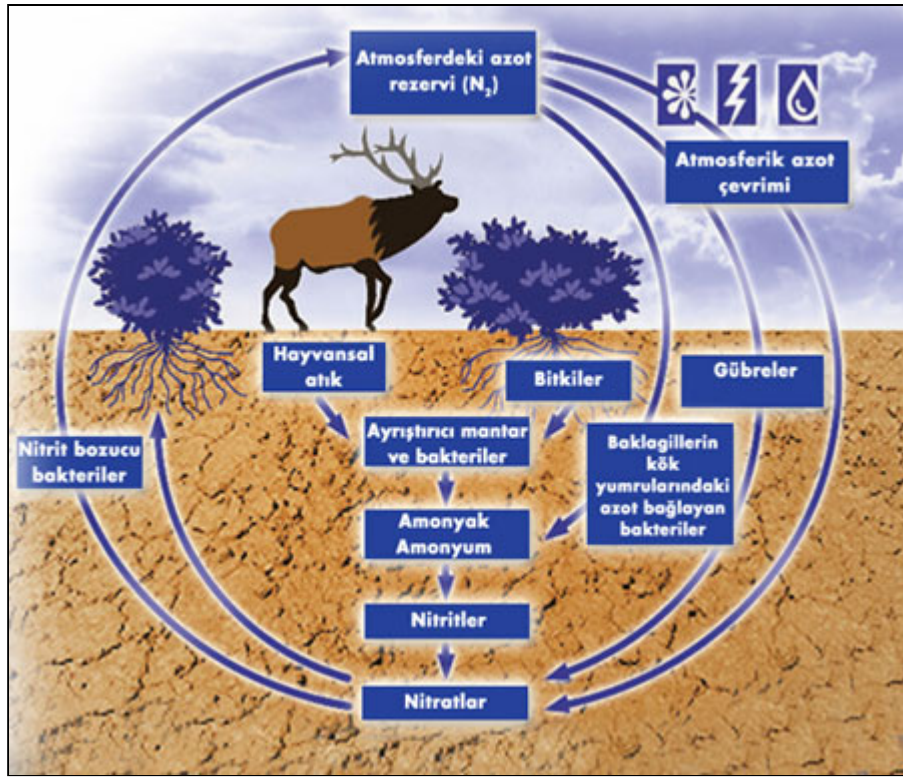 Atmosferdeki azot
rezervi (N₂)
Atmosferik azot
çevrimi
Hayvansal
atık
Bitkiler
Gübreler
Ayrıştırıcı mantar
ve bakteriler
Nitrit bozucu
bakteriler
Baklagillerin
kök
yumrularındaki
azot bağlayan
bakteriler
Amonyak
Amonyum
Nitritler
Nitratlar